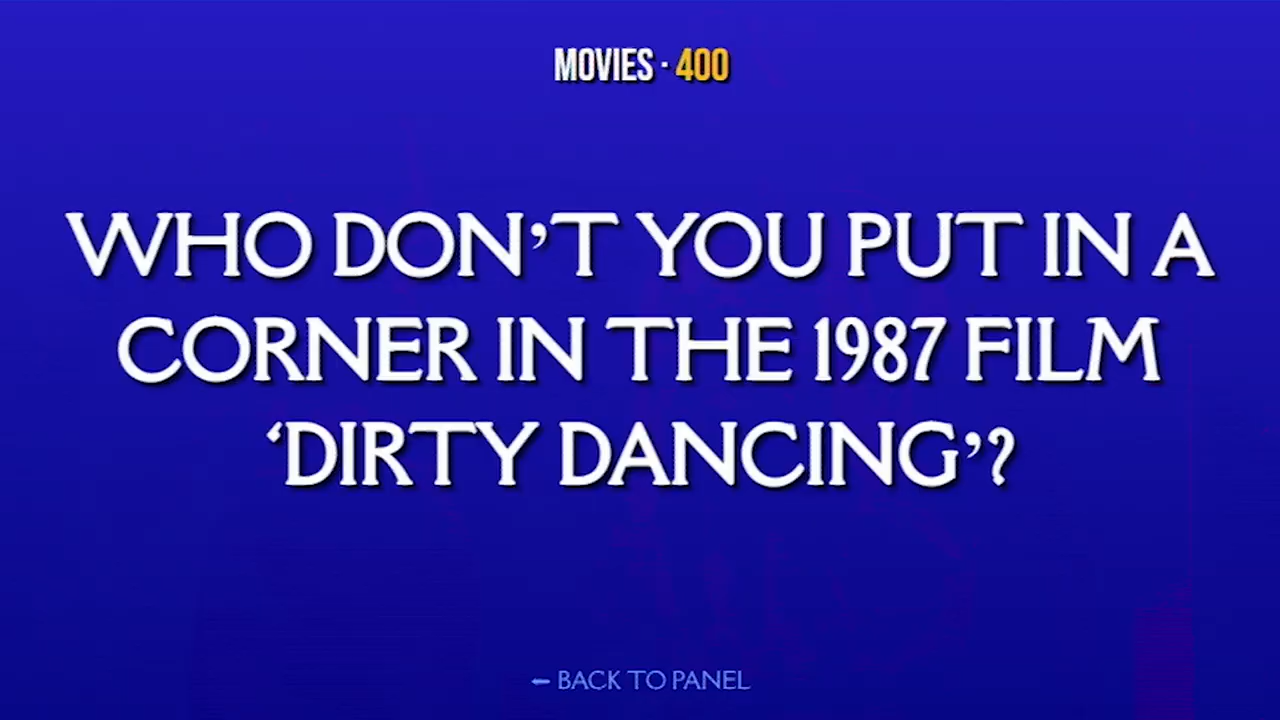 MOVIES · 400
WHO DON’T YOU PUT IN A
CORNER IN THE 1987 FILM
‘DIRTY DANCING’?
← BACK TO PANEL